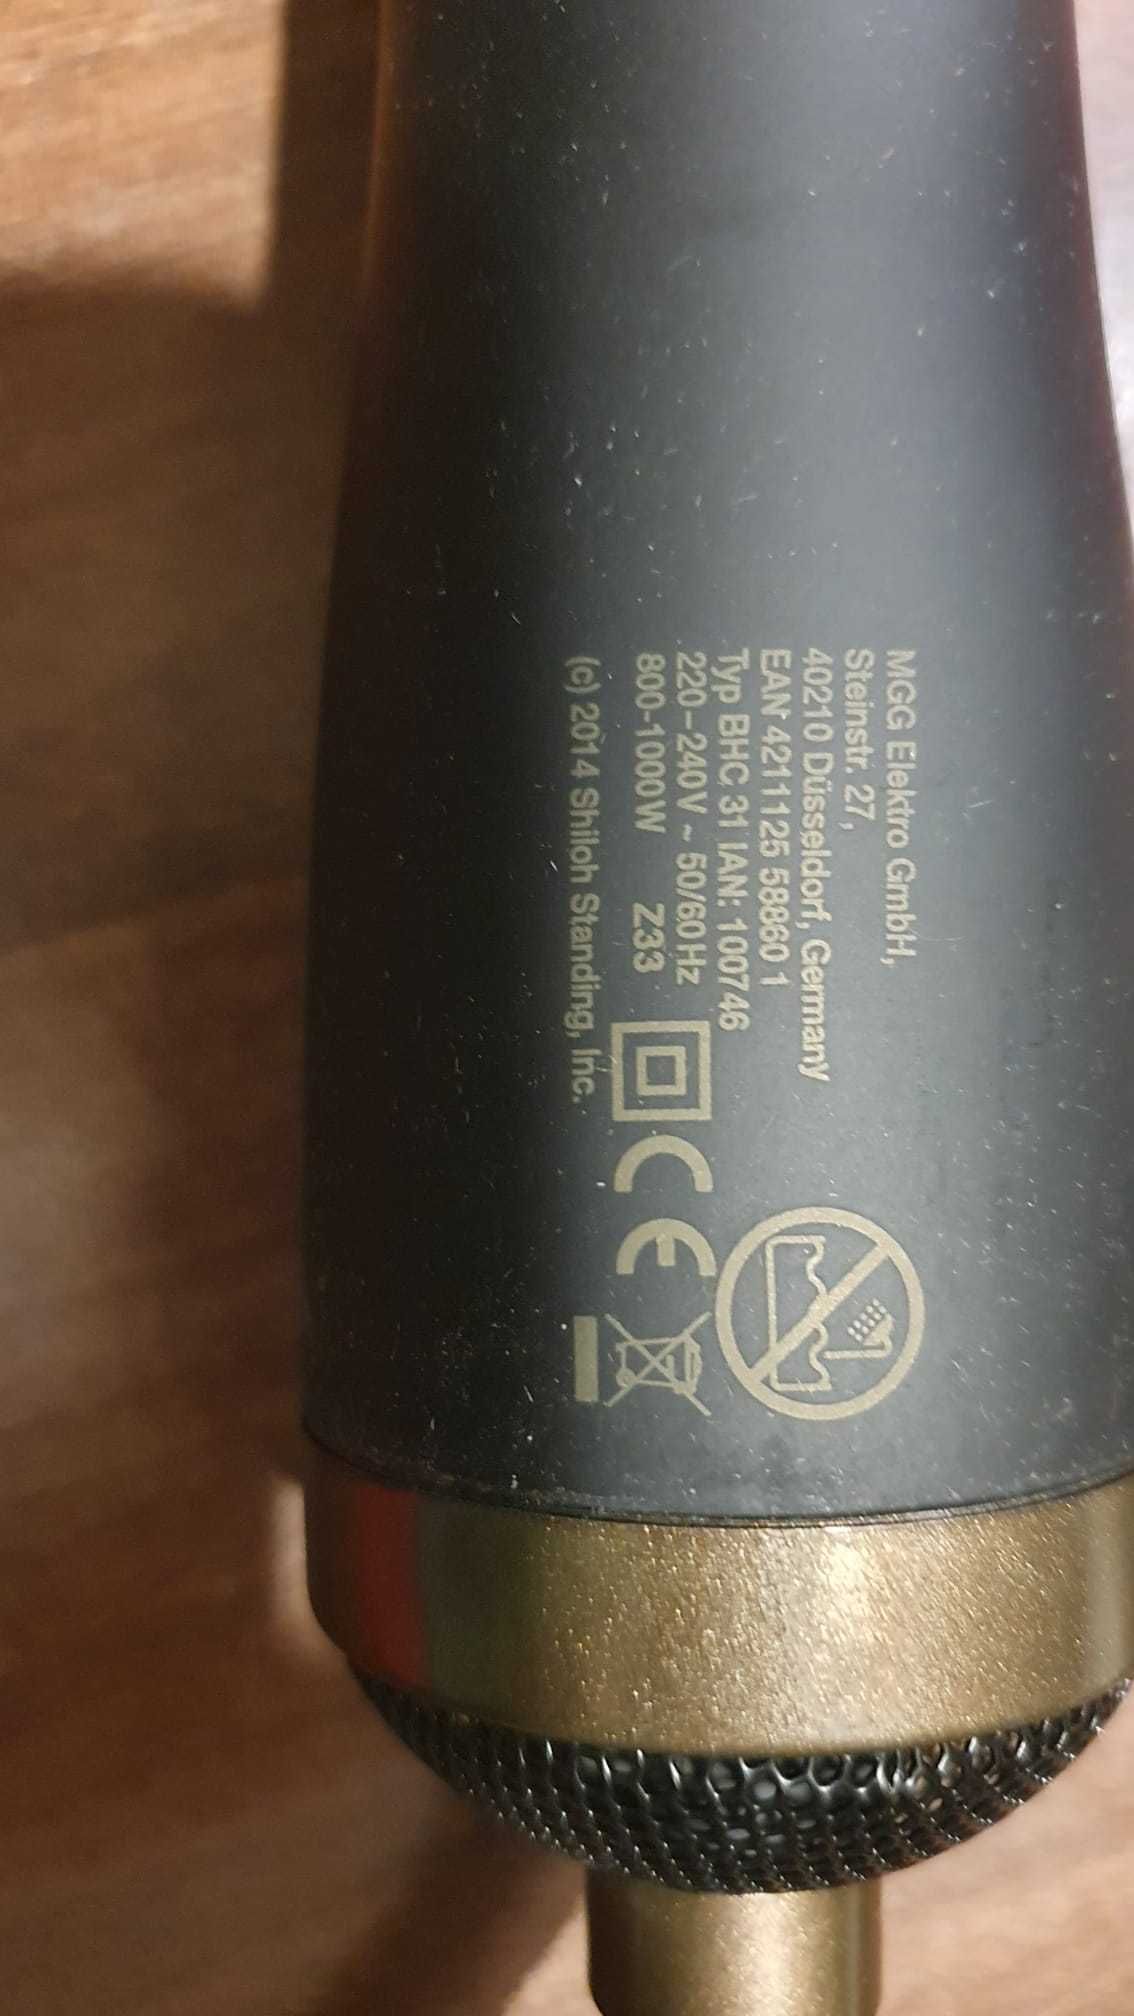 MGG Elektro GmbH,
Steinstr. 27,
40210 Düsseldorf, Germany
EAN 4211125 58860 1
Typ BHC 31 IAN: 100746
220-240V ~ 50/60 Hz
800-1000W Z33
CE
(c) 2014 Shiloh Standing, Inc.